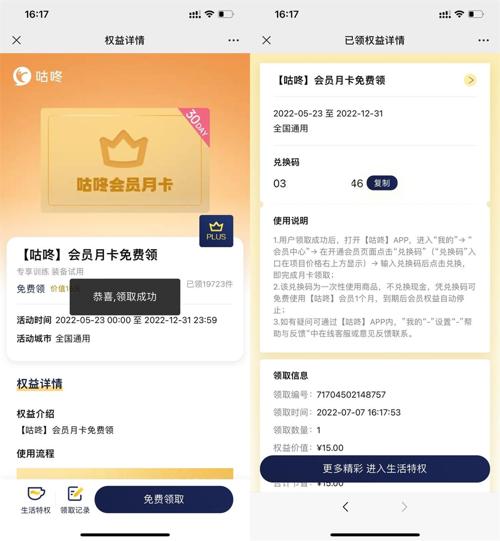 16:17
权益详情
咕咚
30DAY
咕咚会员月卡
PLUS
【咕咚】会员月卡免费领
专享训练 装备试用
免费领 价值15元
已领19723件
恭喜,领取成功
活动时间 2022-05-23 00:00 至 2022-12-31 23:59
活动城市 全国通用
权益详情
权益介绍
【咕咚】会员月卡免费领
使用流程
生活特权
领取记录
免费领取
16:17
已领权益详情
【咕咚】会员月卡免费领
2022-05-23 至 2022-12-31
全国通用
兑换码
03 46 复制
使用说明
1.用户领取成功后，打开【咕咚】APP，进入“我的”→ “
会员中心”→ 在开通会员页面点击“兑换码”（“兑换码”入
口在项目价格右上方显示）→ 输入兑换码后点击兑换，
即完成月卡领取；
2.该兑换码为一次性使用商品，不兑换现金，凭兑换码可
免费使用【咕咚】会员1个月，到期后会员权益自动停
止；
3.如有疑问可通过【咕咚】APP内，"我的“-”设置“-”帮
助与反馈“中在线客服或意见反馈联系。
领取信息
领取编号：71704502148757
领取时间：2022-07-07 16:17:53
领取数量：1
权益价值：¥15.00
更多精彩 进入生活特权
合计节省：¥15.00